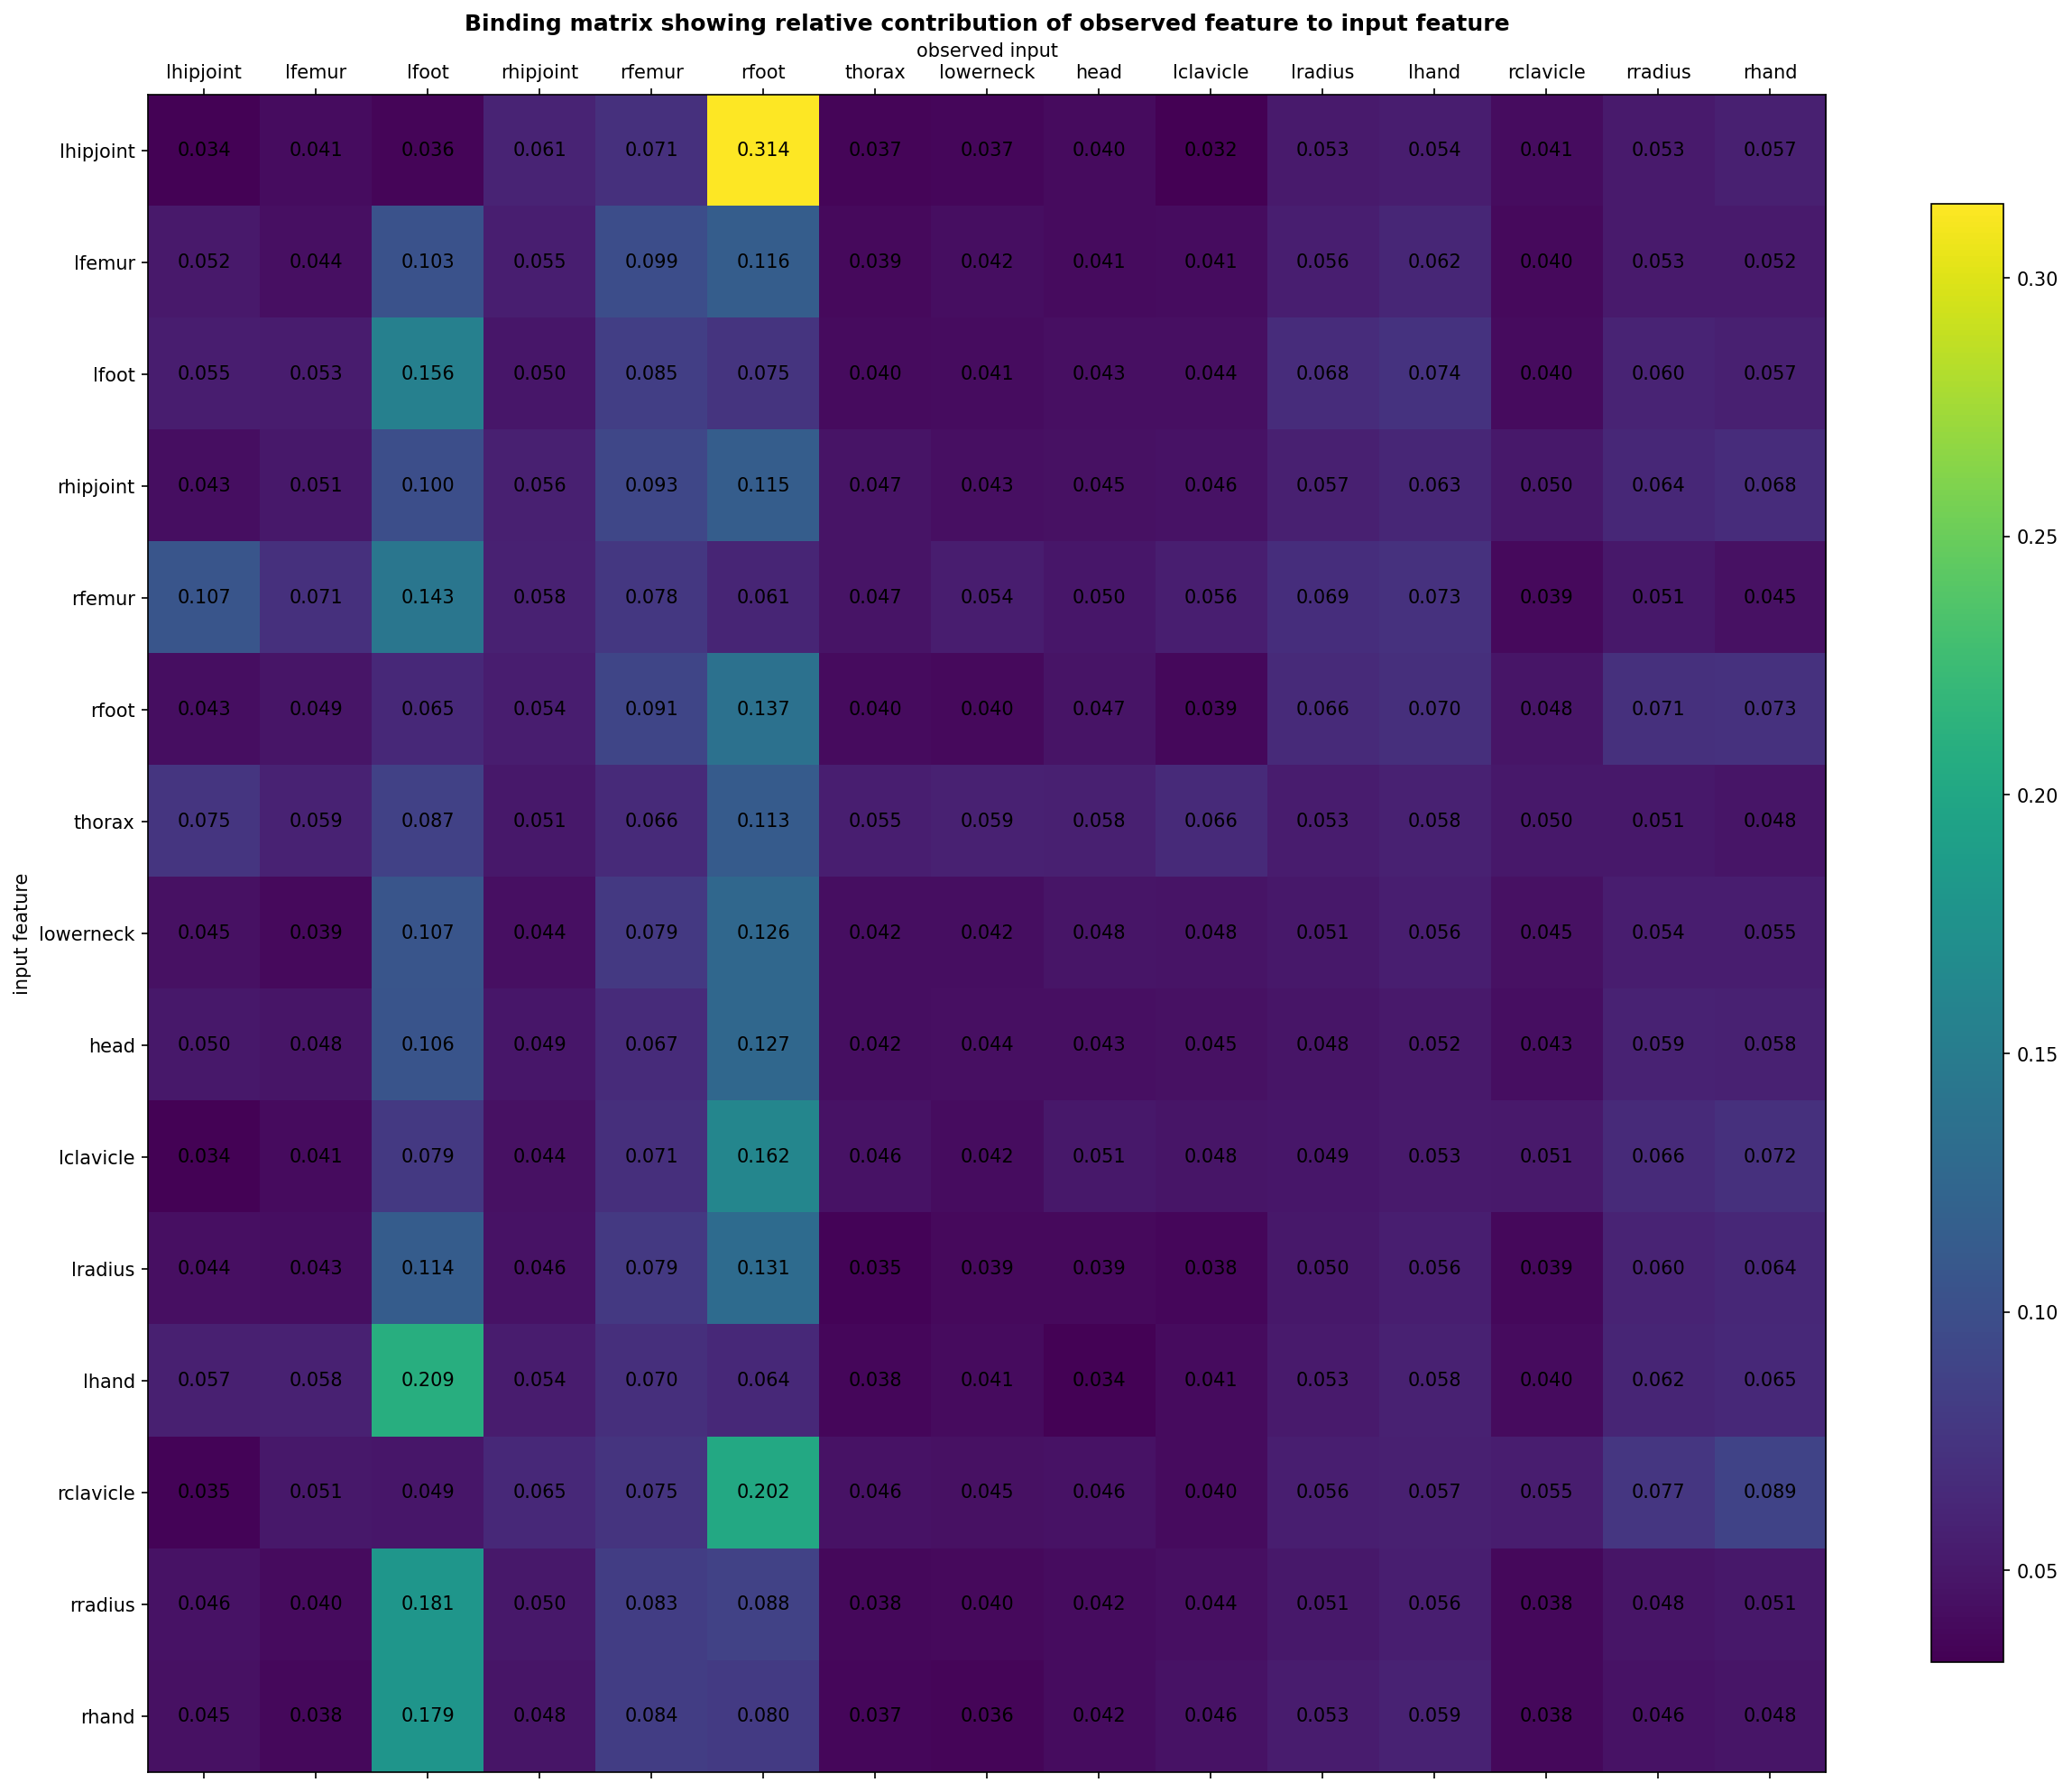 Binding matrix showing relative contribution of observed feature to input feature
observed input
lhipjoint lfemur lfoot rhipjoint rfemur rfoot thorax lowerneck head lclavicle lradius lhand rclavicle rradius rhand
lhipjoint 0.034 0.041 0.036 0.061 0.071 0.314 0.037 0.037 0.040 0.032 0.053 0.054 0.041 0.053 0.057
lfemur 0.052 0.044 0.103 0.055 0.099 0.116 0.039 0.042 0.041 0.041 0.056 0.062 0.040 0.053 0.052
lfoot 0.055 0.053 0.156 0.050 0.085 0.075 0.040 0.041 0.043 0.044 0.068 0.074 0.040 0.060 0.057
rhipjoint 0.043 0.051 0.100 0.056 0.093 0.115 0.047 0.043 0.045 0.046 0.057 0.063 0.050 0.064 0.068
rfemur 0.107 0.071 0.143 0.058 0.078 0.061 0.047 0.054 0.050 0.056 0.069 0.073 0.039 0.051 0.045
rfoot 0.043 0.049 0.065 0.054 0.091 0.137 0.040 0.040 0.047 0.039 0.066 0.070 0.048 0.071 0.073
thorax 0.075 0.059 0.087 0.051 0.066 0.113 0.055 0.059 0.058 0.066 0.053 0.058 0.050 0.051 0.048
lowerneck 0.045 0.039 0.107 0.044 0.079 0.126 0.042 0.042 0.048 0.048 0.051 0.056 0.045 0.054 0.055
head 0.050 0.048 0.106 0.049 0.067 0.127 0.042 0.044 0.043 0.045 0.048 0.052 0.043 0.059 0.058
lclavicle 0.034 0.041 0.079 0.044 0.071 0.162 0.046 0.042 0.051 0.048 0.049 0.053 0.051 0.066 0.072
lradius 0.044 0.043 0.114 0.046 0.079 0.131 0.035 0.039 0.039 0.038 0.050 0.056 0.039 0.060 0.064
lhand 0.057 0.058 0.209 0.054 0.070 0.064 0.038 0.041 0.034 0.041 0.053 0.058 0.040 0.062 0.065
rclavicle 0.035 0.051 0.049 0.065 0.075 0.202 0.046 0.045 0.046 0.040 0.056 0.057 0.055 0.077 0.089
rradius 0.046 0.040 0.181 0.050 0.083 0.088 0.038 0.040 0.042 0.044 0.051 0.056 0.038 0.048 0.051
rhand 0.045 0.038 0.179 0.048 0.084 0.080 0.037 0.036 0.042 0.046 0.053 0.059 0.038 0.046 0.048
input feature
0.30
0.25
0.20
0.15
0.10
0.05